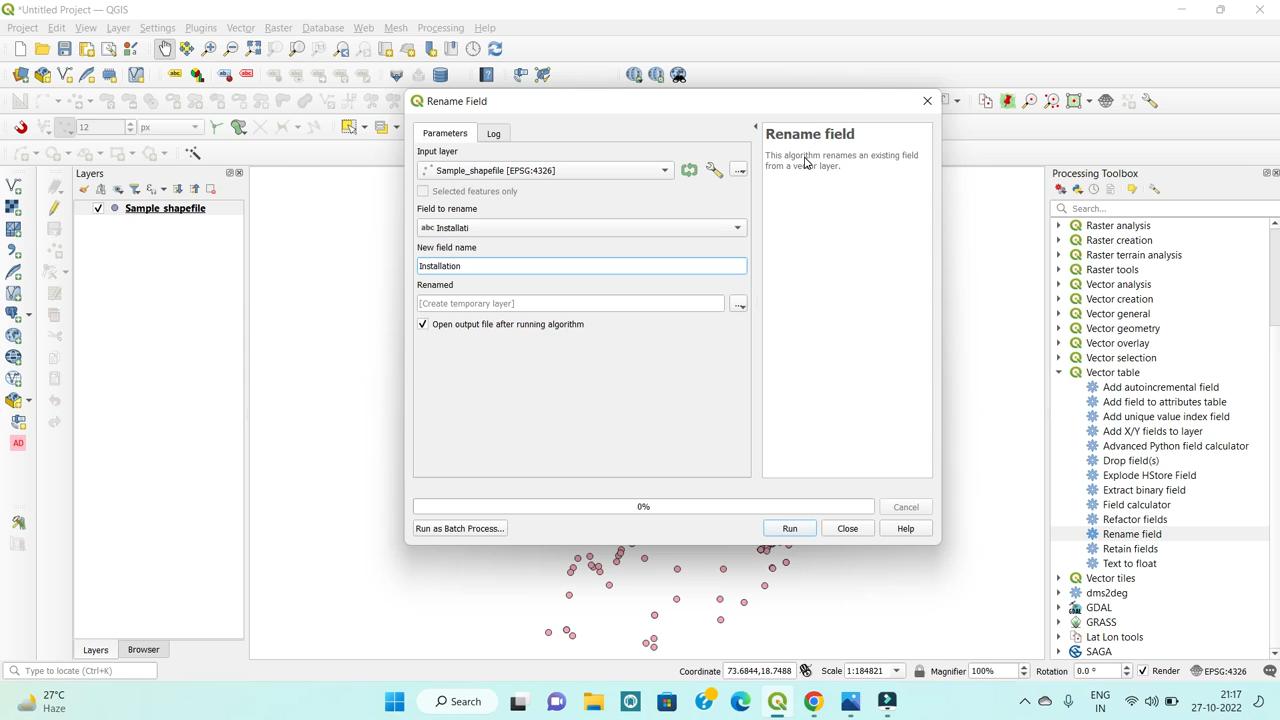 *Untitled Project — QGIS
Project Edit View Layer Settings Plugins Vector Raster Database Web Mesh Processing Help
abc abc abc
12 px
Layers
Sample shapefile
AD
Rename Field
Parameters Log
Input layer
Sample_shapefile [EPSG:4326]
Selected features only
Field to rename
abc Installati
New field name
Installation
Renamed
[Create temporary layer]
Open output file after running algorithm
Rename field
This algorithm renames an existing field
from a vector layer.
0%
Cancel
Run as Batch Process...
Run Close Help
Processing Toolbox
Search...
Raster analysis
Raster creation
Raster terrain analysis
Raster tools
Vector analysis
Vector creation
Vector general
Vector geometry
Vector overlay
Vector selection
Vector table
Add autoincremental field
Add field to attributes table
Add unique value index field
Add X/Y fields to layer
Advanced Python field calculator
Drop field(s)
Explode HStore Field
Extract binary field
Field calculator
Refactor fields
Rename field
Retain fields
Text to float
Vector tiles
dms2deg
GDAL
GRASS
Lat Lon tools
SAGA
Layers Browser
Type to locate (Ctrl+K)
Coordinate 73.6844,18.7488 Scale 1:184821 Magnifier 100% Rotation 0.0 ° Render EPSG:4326
27°C
Haze
Search
ENG
IN
21:17
27-10-2022